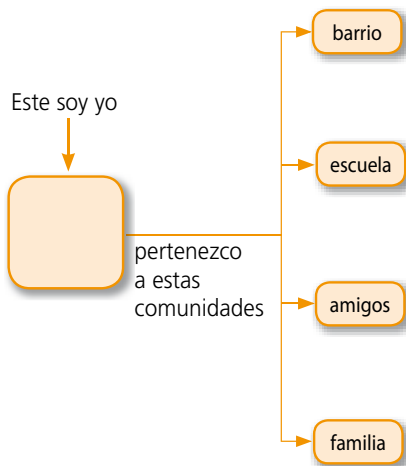 barrio
Este soy yo
escuela
pertenezco
a estas
comunidades
amigos
familia